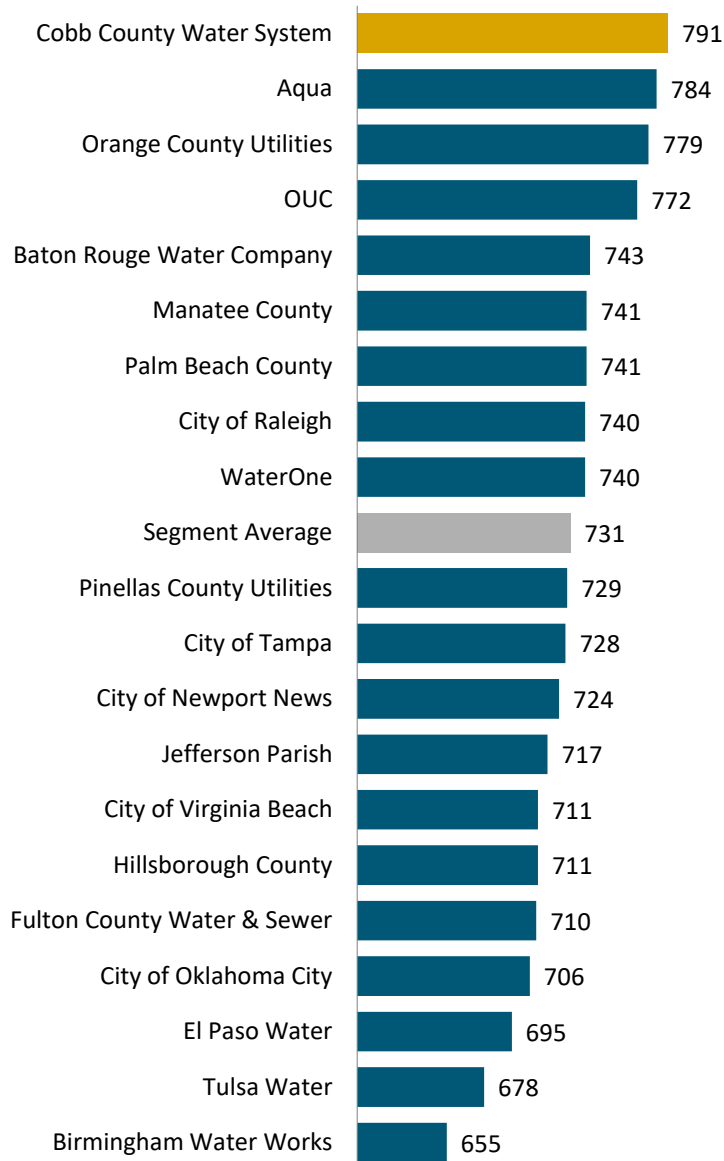 Cobb County Water System 791
Aqua 784
Orange County Utilities 779
OUC 772
Baton Rouge Water Company 743
Manatee County 741
Palm Beach County 741
City of Raleigh 740
WaterOne 740
Segment Average 731
Pinellas County Utilities 729
City of Tampa 728
City of Newport News 724
Jefferson Parish 717
City of Virginia Beach 711
Hillsborough County 711
Fulton County Water & Sewer 710
City of Oklahoma City 706
El Paso Water 695
Tulsa Water 678
Birmingham Water Works 655